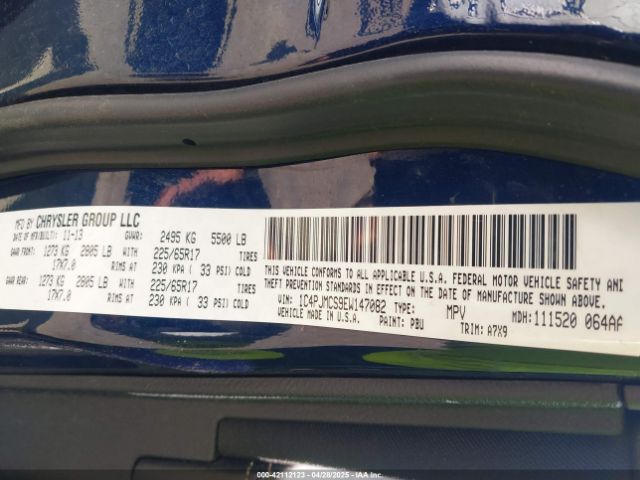 MFD BY CHRYSLER GROUP LLC
DATE OF MFR/BUILT: 11-13 GVWR: 2495 KG 5500 LB
GAWR FRONT: 1273 KG 2805 LB WITH 225/65R17 TIRES
17X7.0 RIMS AT 230 KPA ( 33 PSI) COLD
GAWR REAR: 1273 KG 2805 LB WITH 225/65R17 TIRES
17X7.0 RIMS AT 230 KPA ( 33 PSI) COLD
THIS VEHICLE CONFORMS TO ALL APPLICABLE U.S.A. FEDERAL MOTOR VEHICLE SAFETY AND
THEFT PREVENTION STANDARDS IN EFFECT ON THE DATE OF MANUFACTURE SHOWN ABOVE.
VIN: 1C4PJMCS9EW147082 TYPE: MPV MDH: 111520 064AA
VEHICLE MADE IN U.S.A. PAINT: PBU TRIM: A7X9
000-42112123 - 04/28/2025 - IAAI.COM